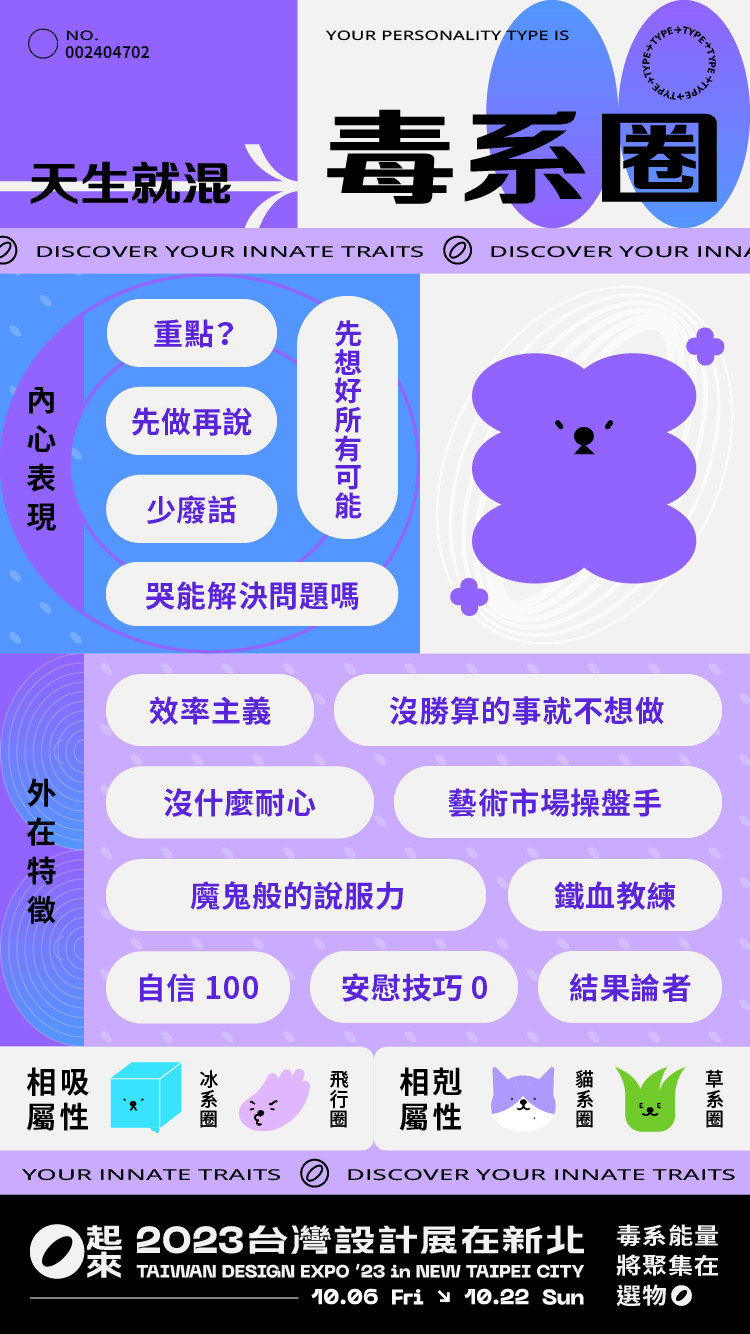 NO.
002404702
天生就混
YOUR PERSONALITY TYPE IS
毒系圈
TYPE→TYPE→TYPE→TYPE→TYPE→TYPE→TYPE→
DISCOVER YOUR INNATE TRAITS
DISCOVER YOUR INNA
內心表現
重點？
先做再說
少廢話
先想好所有可能
哭能解決問題嗎
外在特徵
效率主義
沒勝算的事就不想做
沒什麼耐心
藝術市場操盤手
魔鬼般的說服力
鐵血教練
自信 100
安慰技巧 0
結果論者
相吸
屬性
冰系圈
飛行圈
相剋
屬性
貓系圈
草系圈
YOUR INNATE TRAITS
DISCOVER YOUR INNATE TRAITS
起來
2023台灣設計展在新北
TAIWAN DESIGN EXPO '23 in NEW TAIPEI CITY
10.06 Fri ↘ 10.22 Sun
毒系能量
將聚集在
選物